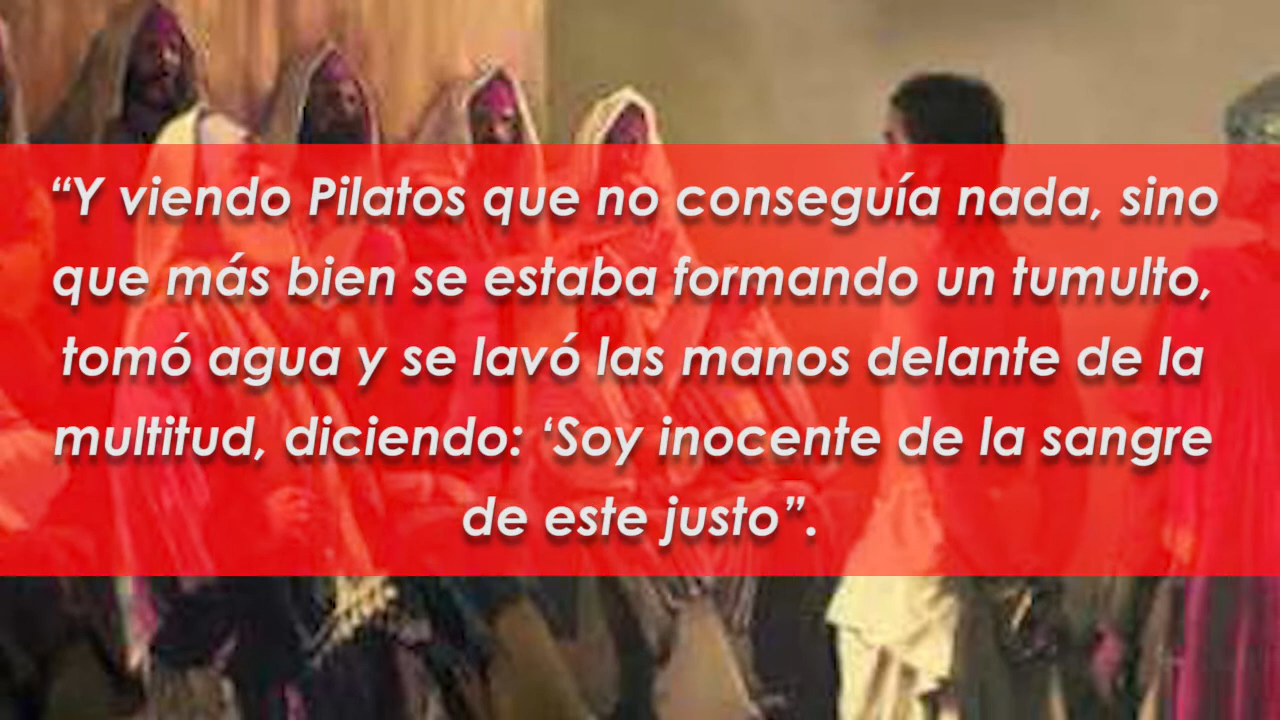 “Y viendo Pilatos que no conseguía nada, sino
que más bien se estaba formando un tumulto,
tomó agua y se lavó las manos delante de la
multitud, diciendo: ‘Soy inocente de la sangre
de este justo”.